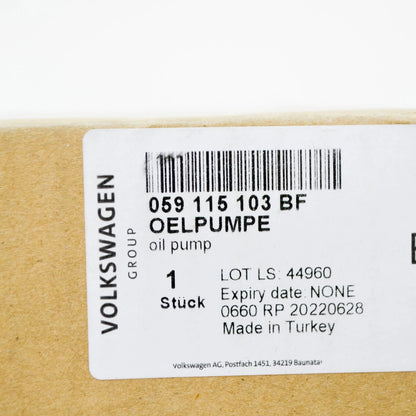 VOLKSWAGEN
GROUP
059 115 103 BF
OELPUMPE
oil pump
1
Stück
LOT LS: 44960
Expiry date: NONE
0660 RP 20220628
Made in Turkey
Volkswagen AG, Postfach 1451, 34219 Baunatal